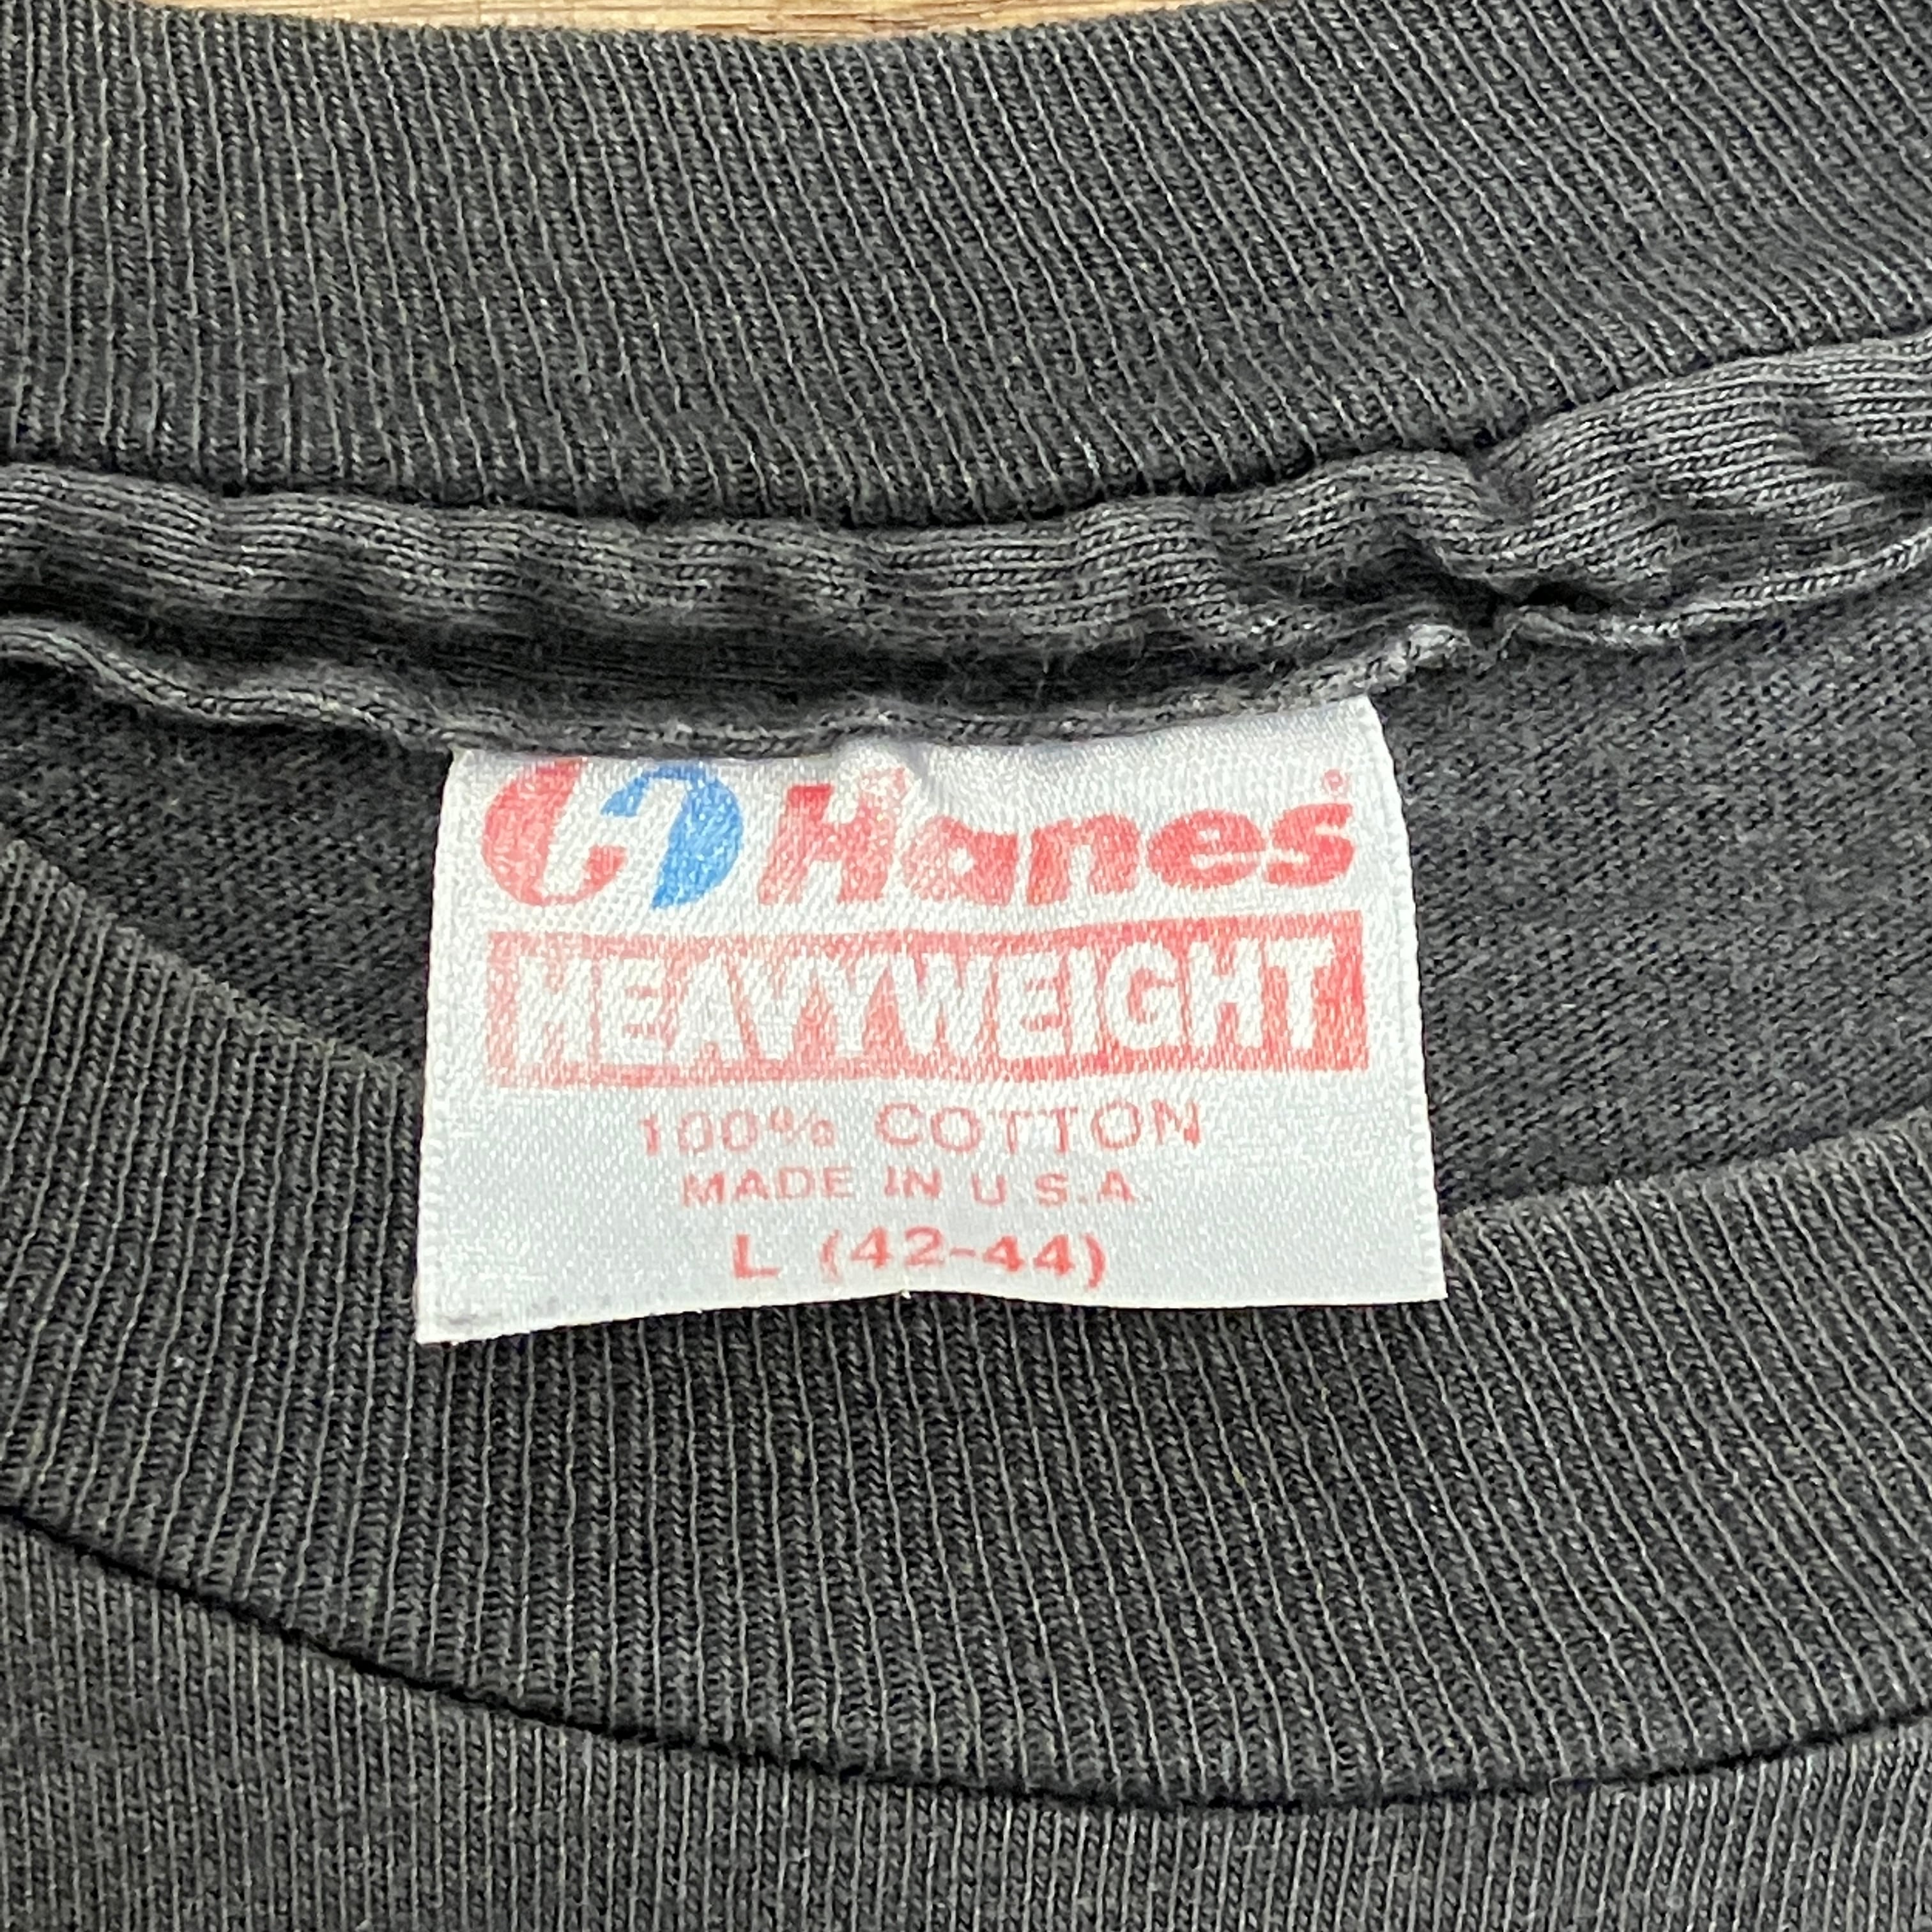 Hanes®
HEAVYWEIGHT
100% COTTON
MADE IN U.S.A.
L (42-44)